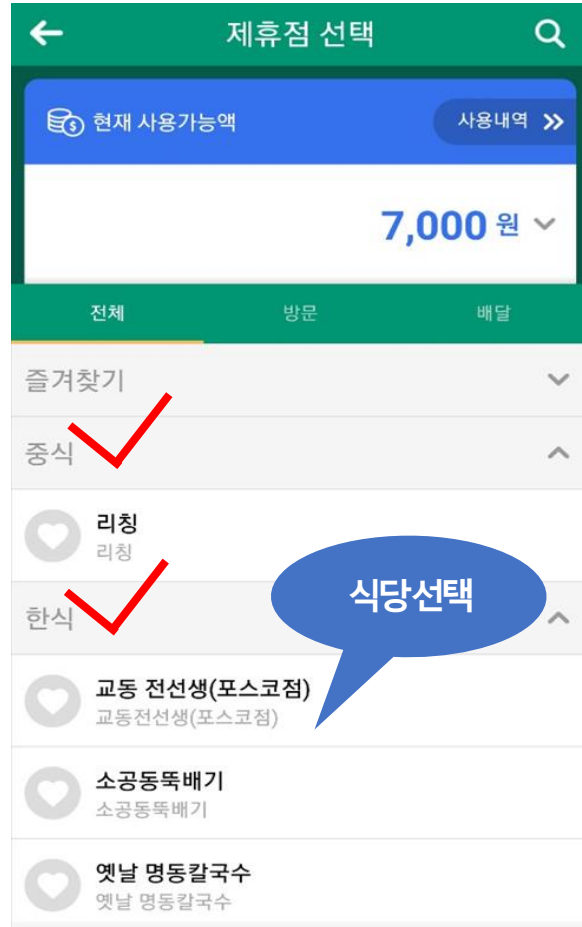 제휴점 선택
현재 사용가능액
사용내역
7,000 원
전체 방문 배달
즐겨찾기
중식
리칭
리칭
식당선택
한식
교동 전선생(포스코점)
교동전선생(포스코점)
소공동뚝배기
소공동뚝배기
옛날 명동칼국수
옛날 명동칼국수